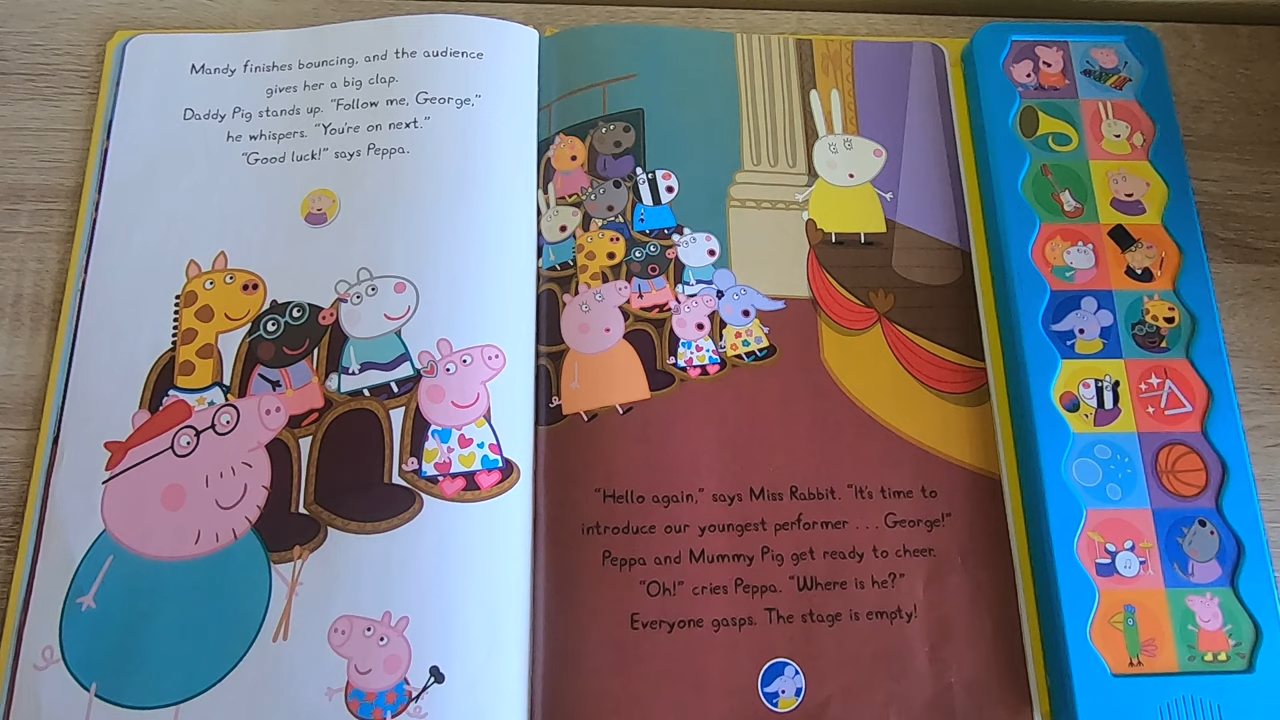 Mandy finishes bouncing, and the audience
gives her a big clap.
Daddy Pig stands up. "Follow me, George,"
he whispers. "You're on next."
"Good luck!" says Peppa.
"Hello again," says Miss Rabbit. "It's time to
introduce our youngest performer . . . George!"
Peppa and Mummy Pig get ready to cheer.
"Oh!" cries Peppa. "Where is he?"
Everyone gasps. The stage is empty!